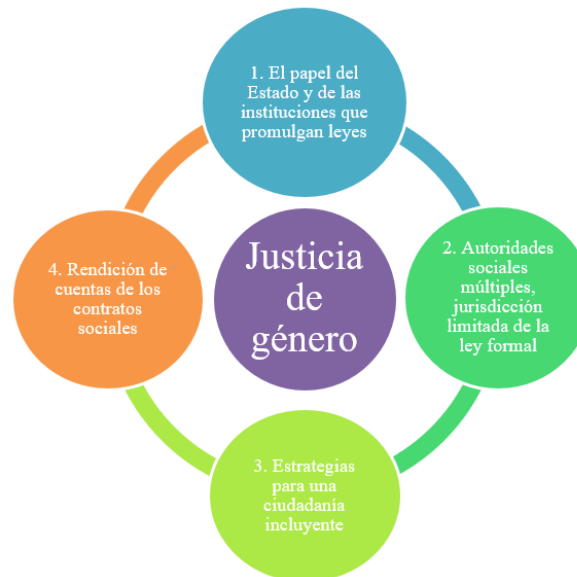 1. El papel del
Estado y de las
instituciones que
promulgan leyes
2. Autoridades
sociales
múltiples,
jurisdicción
limitada de la
ley formal
3. Estrategias
para una
ciudadanía
incluyente
4. Rendición de
cuentas de los
contratos
sociales
Justicia
de
género